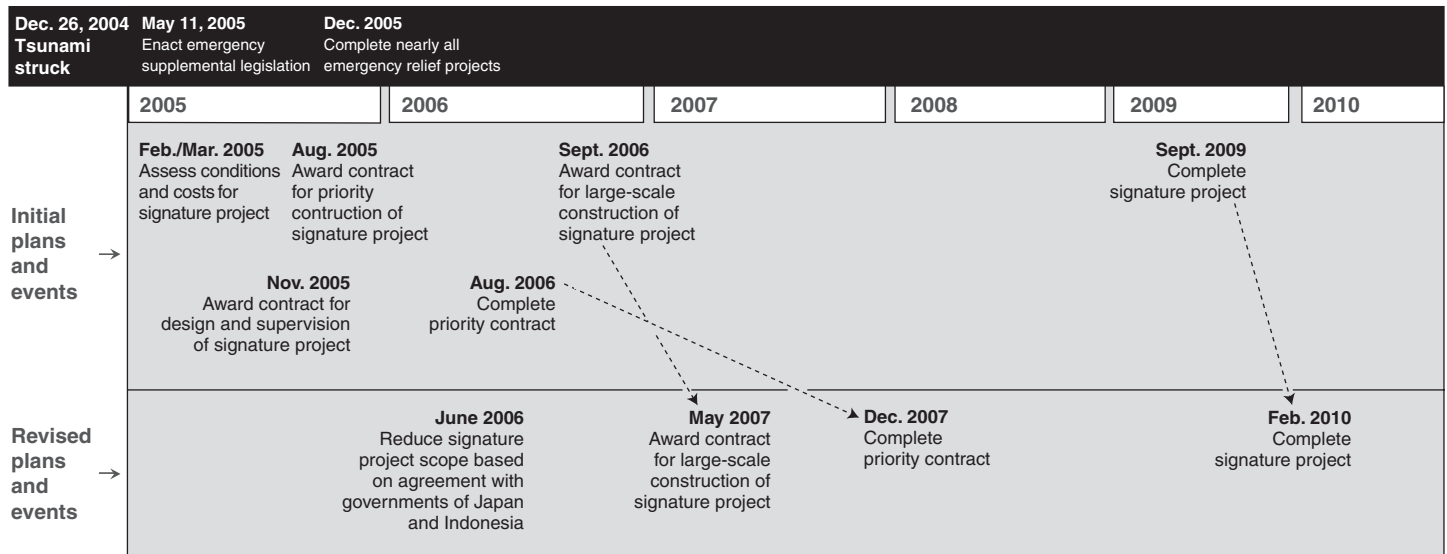 Dec. 26, 2004
Tsunami
struck
May 11, 2005
Enact emergency
supplemental legislation
Dec. 2005
Complete nearly all
emergency relief projects
2005
2006
2007
2008
2009
2010
Initial
plans
and
events
Feb./Mar. 2005
Assess conditions
and costs for
signature project
Aug. 2005
Award contract
for priority
contruction of
signature project
Sept. 2006
Award contract
for large-scale
construction of
signature project
Sept. 2009
Complete
signature project
Nov. 2005
Award contract for
design and supervision
of signature project
Aug. 2006
Complete
priority contract
Revised
plans
and
events
June 2006
Reduce signature
project scope based
on agreement with
governments of Japan
and Indonesia
May 2007
Award contract
for large-scale
construction of
signature project
Dec. 2007
Complete
priority contract
Feb. 2010
Complete
signature project